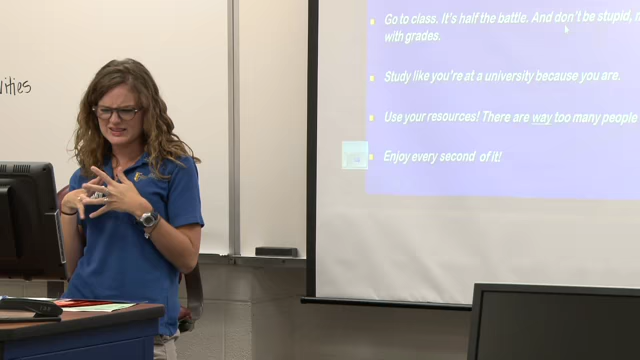 vities
Go to class. It's half the battle. And don't be stupid,
with grades.
Study like you're at a university because you are.
Use your resources! There are way too many people
Enjoy every second of it!